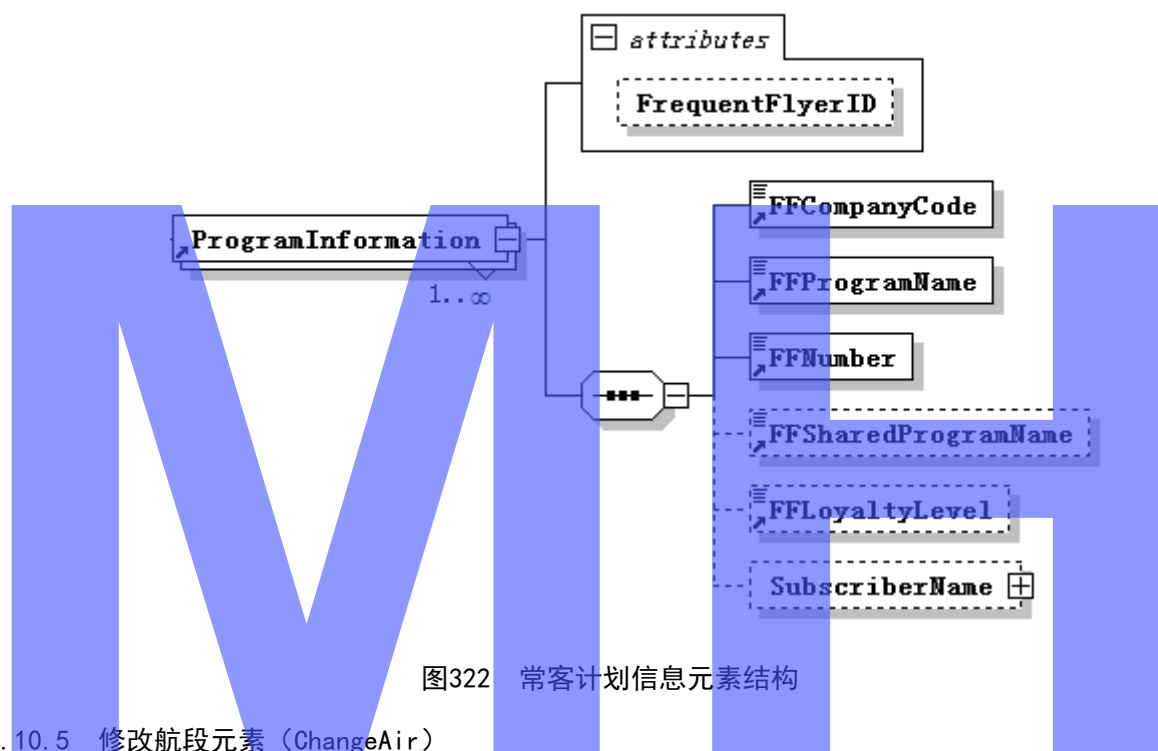 attributes
FrequentFlyerID
FFCompanyCode
ProgramInformation
1..∞
FFProgramName
FFNumber
FFSharedProgramName
FFLoyaltyLevel
SubscriberName
图322 常客计划信息元素结构
.10.5 修改航段元素（ChangeAir）
MH